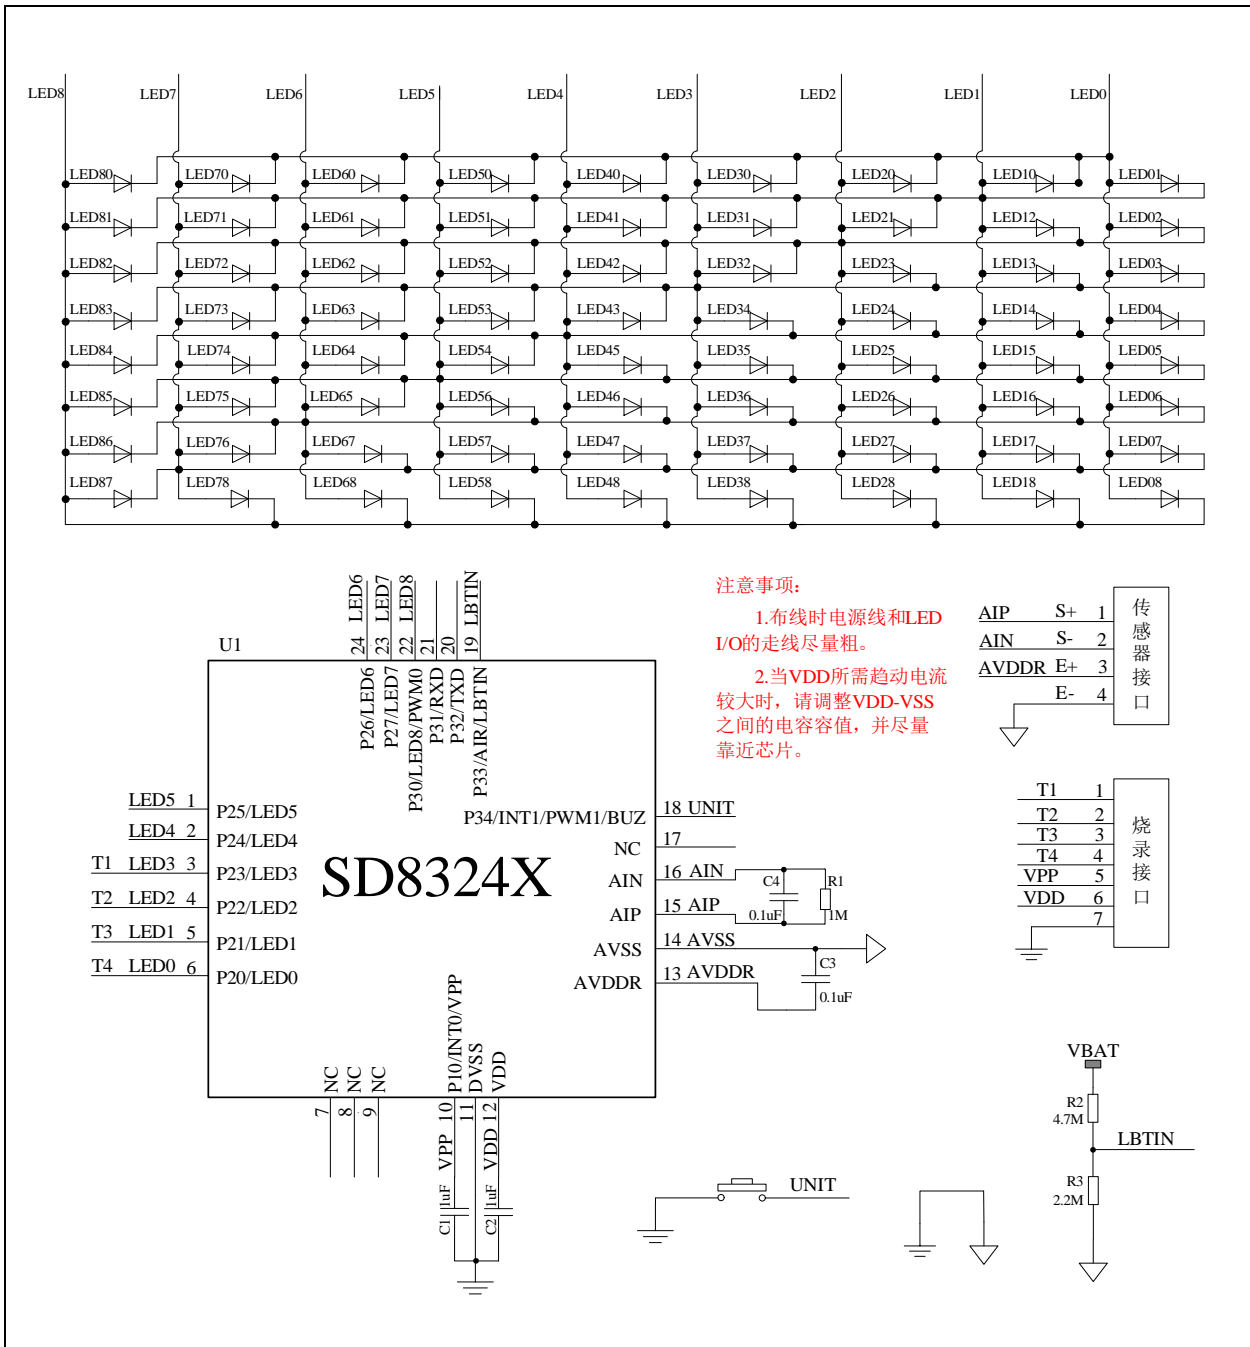 LED8 LED7 LED6 LED5 LED4 LED3 LED2 LED1 LED0
LED80 LED70 LED60 LED50 LED40 LED30 LED20 LED10 LED01
LED81 LED71 LED61 LED51 LED41 LED31 LED21 LED12 LED02
LED82 LED72 LED62 LED52 LED42 LED32 LED23 LED13 LED03
LED83 LED73 LED63 LED53 LED43 LED34 LED24 LED14 LED04
LED84 LED74 LED64 LED54 LED45 LED35 LED25 LED15 LED05
LED85 LED75 LED65 LED56 LED46 LED36 LED26 LED16 LED06
LED86 LED76 LED67 LED57 LED47 LED37 LED27 LED17 LED07
LED87 LED78 LED68 LED58 LED48 LED38 LED28 LED18 LED08
U1
24 LED6
23 LED7
22 LED8
21
20
19 LBTIN
P26/LED6
P27/LED7
P30/LED8/PWM0
P31/RXD
P32/TXD
P33/AIR/LBTIN
LED5 1 P25/LED5
LED4 2 P24/LED4
T1 LED3 3 P23/LED3
T2 LED2 4 P22/LED2
T3 LED1 5 P21/LED1
T4 LED0 6 P20/LED0
SD8324X
P34/INT1/PWM1/BUZ 18 UNIT
NC 17
AIN 16 AIN
AIP 15 AIP
AVSS 14 AVSS
AVDDR 13 AVDDR
C4
0.1uF
R1
1M
C3
0.1uF
NC
NC
NC
P10/INT0/VPP
DVSS
VDD
7
8
9
VPP 10
11
VDD 12
C1 1uF
C2 1uF
注意事项:
1.布线时电源线和LED
I/O的走线尽量粗。
2.当VDD所需趋动电流
较大时，请调整VDD-VSS
之间的电容容值，并尽量
靠近芯片。
AIP S+ 1
AIN S- 2
AVDDR E+ 3
E- 4
传感器接口
T1 1
T2 2
T3 3
T4 4
VPP 5
VDD 6
7
烧录接口
UNIT
VBAT
R2
4.7M
LBTIN
R3
2.2M